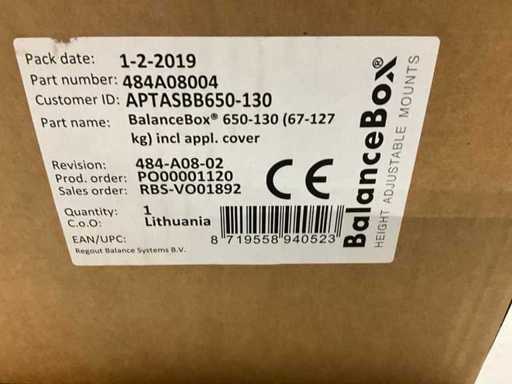 Pack date: 1-2-2019
Part number: 484A08004
Customer ID: APTASBB650-130
Part name: BalanceBox® 650-130 (67-127
kg) incl appl. cover
Revision: 484-A08-02
Prod. order: PO00001120
Sales order: RBS-VO01892
Quantity: 1
C.o.O: Lithuania
EAN/UPC:
8 719558 940523
Regout Balance Systems B.V.
CE
BalanceBox®
HEIGHT ADJUSTABLE MOUNTS